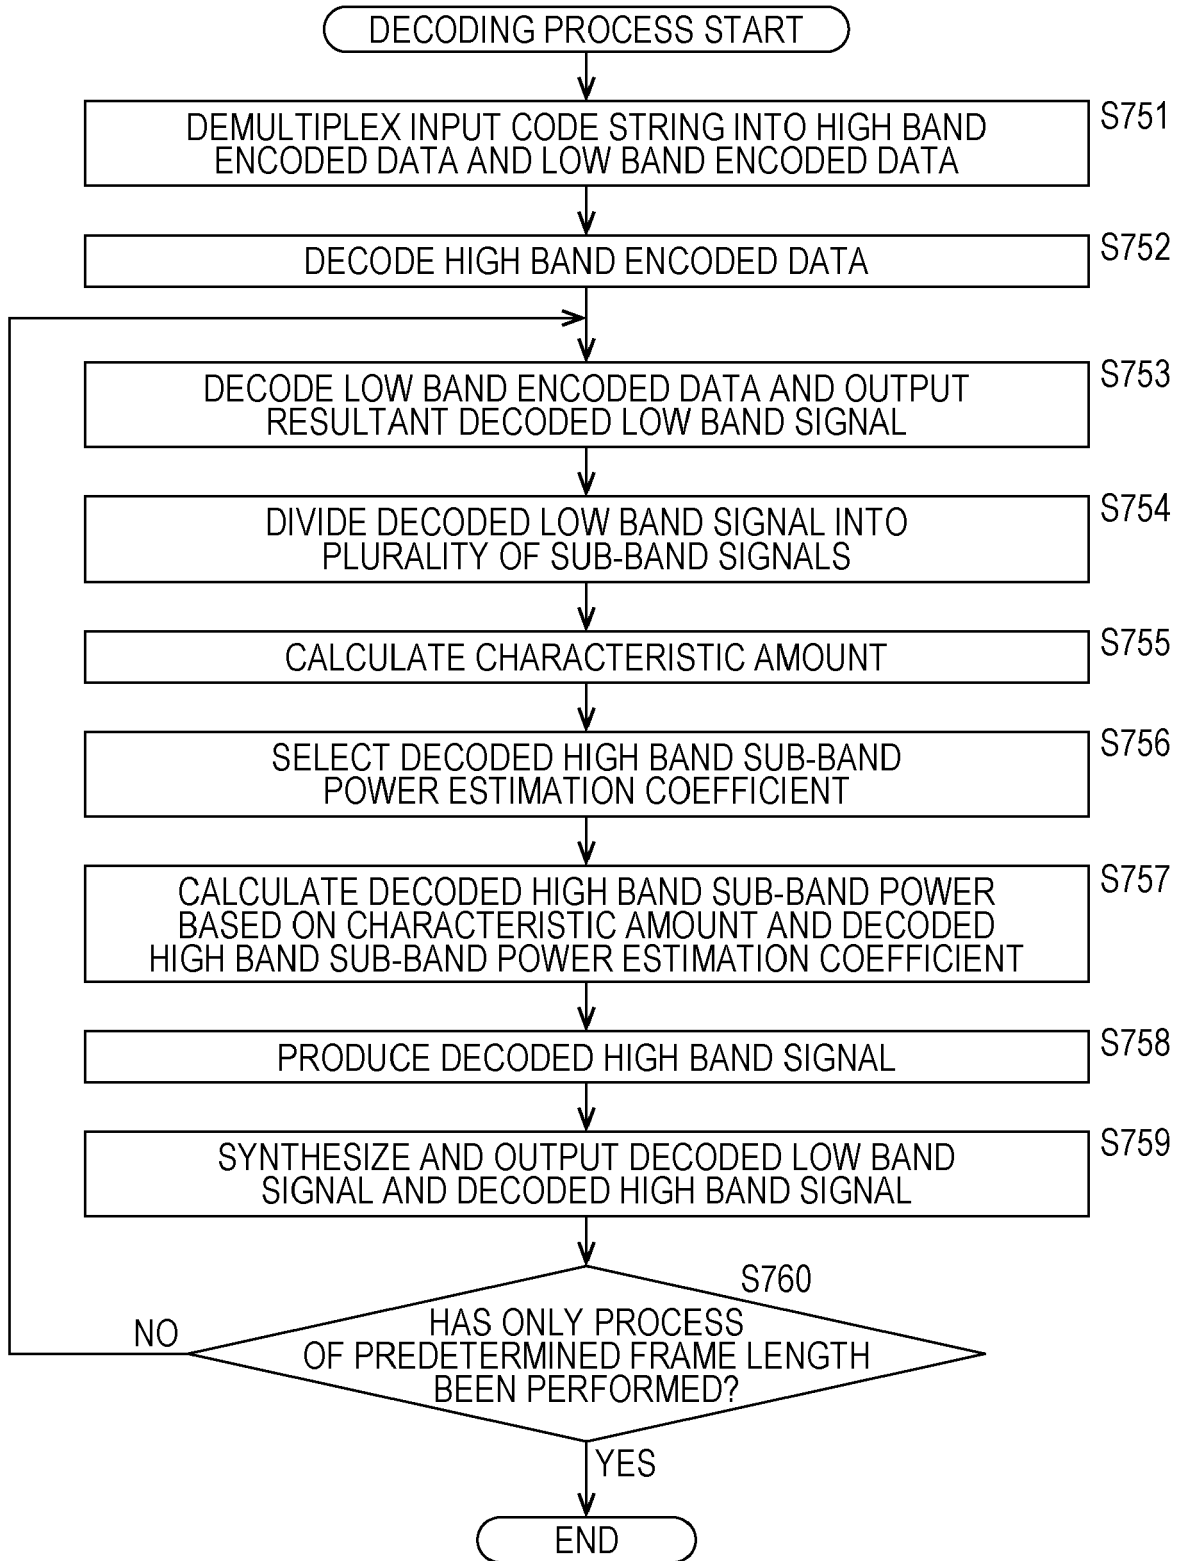 DECODING PROCESS START
S751
DEMULTIPLEX INPUT CODE STRING INTO HIGH BAND
ENCODED DATA AND LOW BAND ENCODED DATA
S752
DECODE HIGH BAND ENCODED DATA
S753
DECODE LOW BAND ENCODED DATA AND OUTPUT
RESULTANT DECODED LOW BAND SIGNAL
S754
DIVIDE DECODED LOW BAND SIGNAL INTO
PLURALITY OF SUB-BAND SIGNALS
S755
CALCULATE CHARACTERISTIC AMOUNT
S756
SELECT DECODED HIGH BAND SUB-BAND
POWER ESTIMATION COEFFICIENT
S757
CALCULATE DECODED HIGH BAND SUB-BAND POWER
BASED ON CHARACTERISTIC AMOUNT AND DECODED
HIGH BAND SUB-BAND POWER ESTIMATION COEFFICIENT
S758
PRODUCE DECODED HIGH BAND SIGNAL
S759
SYNTHESIZE AND OUTPUT DECODED LOW BAND
SIGNAL AND DECODED HIGH BAND SIGNAL
S760
HAS ONLY PROCESS
OF PREDETERMINED FRAME LENGTH
BEEN PERFORMED?
NO
YES
END